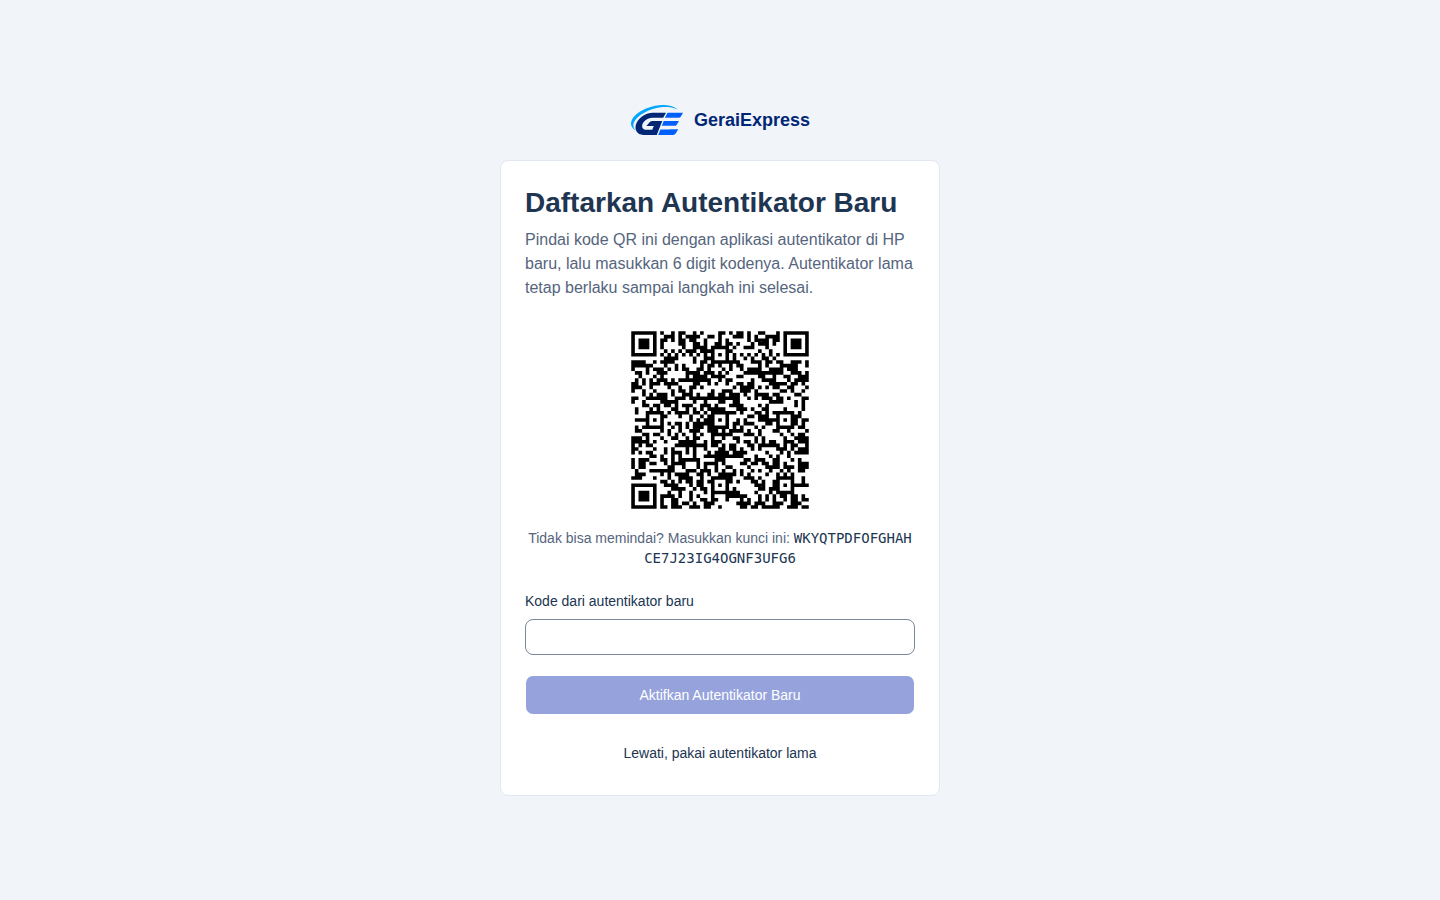 GE GeraiExpress
Daftarkan Autentikator Baru
Pindai kode QR ini dengan aplikasi autentikator di HP
baru, lalu masukkan 6 digit kodenya. Autentikator lama
tetap berlaku sampai langkah ini selesai.
Tidak bisa memindai? Masukkan kunci ini: WKYQTPDFOFGHAH
CE7J23IG4OGNF3UFG6
Kode dari autentikator baru
Aktifkan Autentikator Baru
Lewati, pakai autentikator lama